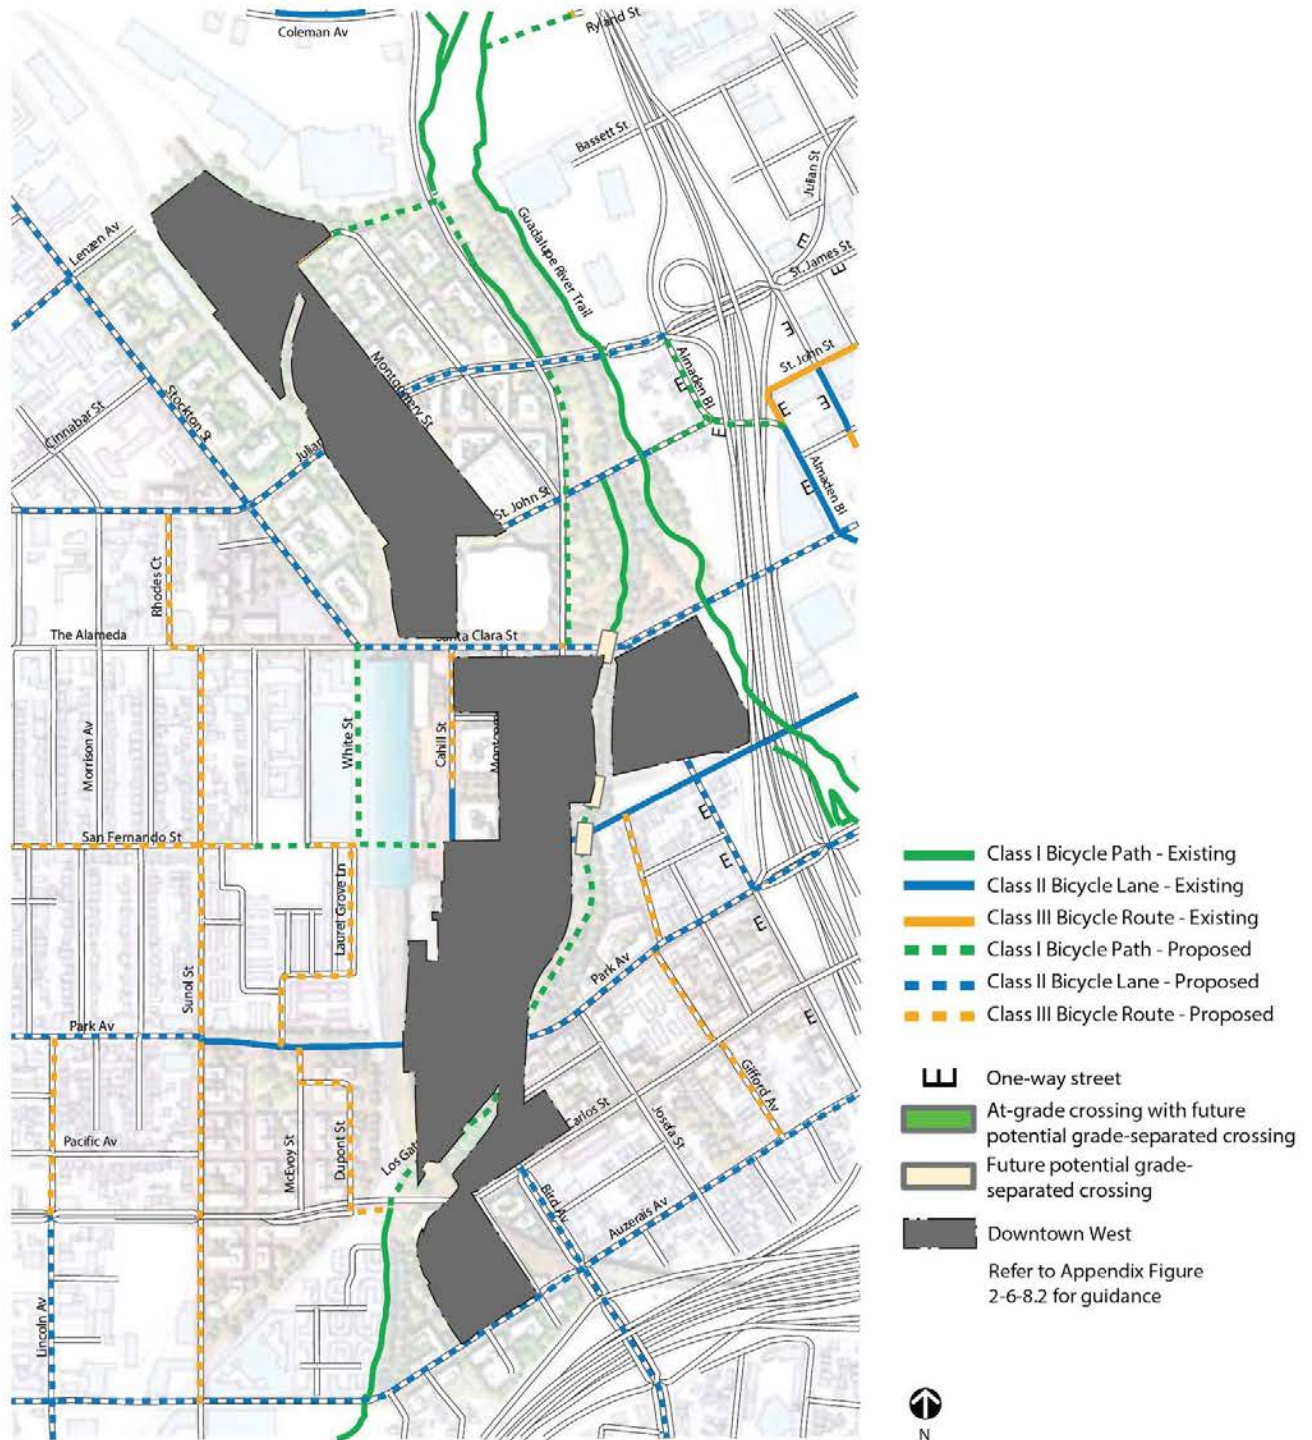 Coleman Av
Ryland St
Bassett St
Julian St
Lenzen Av
Guadalupe River Trail
St. James St
St. John St
Almaden Bl
Montgomery St
Stockton St
Cinnabar St
Julian
Almaden Bl
St. John St
Rhodes Ct
The Alameda
Santa Clara St
Morrison Av
White St
Cahill St
Montgom
San Fernando St
Laurel Grove Ln
Sunol St
Park Av
Park Av
Gifford Av
Pacific Av
McEvoy St
Dupont St
Los Gat
Carlos St
Josefa St
Bird Av
Auzerais Av
Lincoln Av
Class I Bicycle Path - Existing
Class II Bicycle Lane - Existing
Class III Bicycle Route - Existing
Class I Bicycle Path - Proposed
Class II Bicycle Lane - Proposed
Class III Bicycle Route - Proposed
One-way street
At-grade crossing with future
potential grade-separated crossing
Future potential grade-
separated crossing
Downtown West
Refer to Appendix Figure
2-6-8.2 for guidance
N